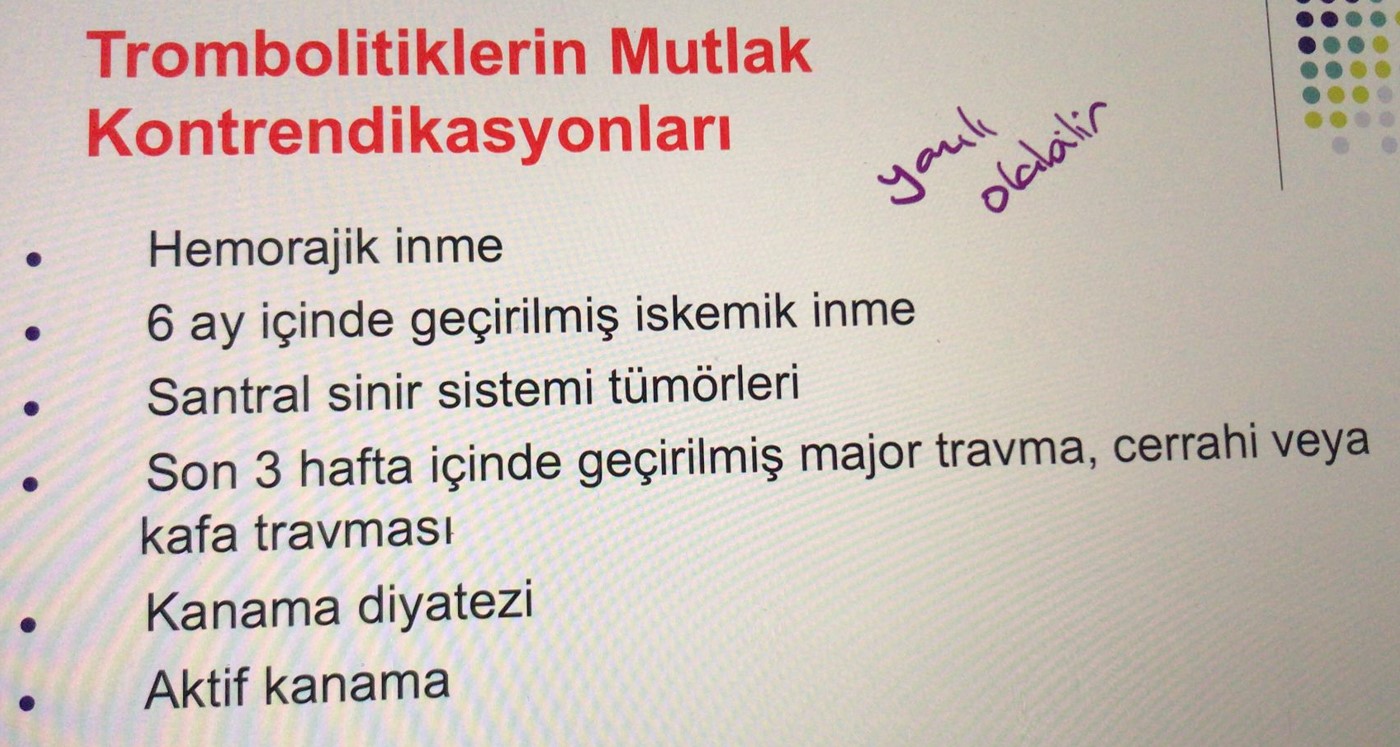 Trombolitiklerin Mutlak
Kontrendikasyonları
yazılı
olabilir
• Hemorajik inme
• 6 ay içinde geçirilmiş iskemik inme
• Santral sinir sistemi tümörleri
• Son 3 hafta içinde geçirilmiş major travma, cerrahi veya
kafa travması
• Kanama diyatezi
• Aktif kanama